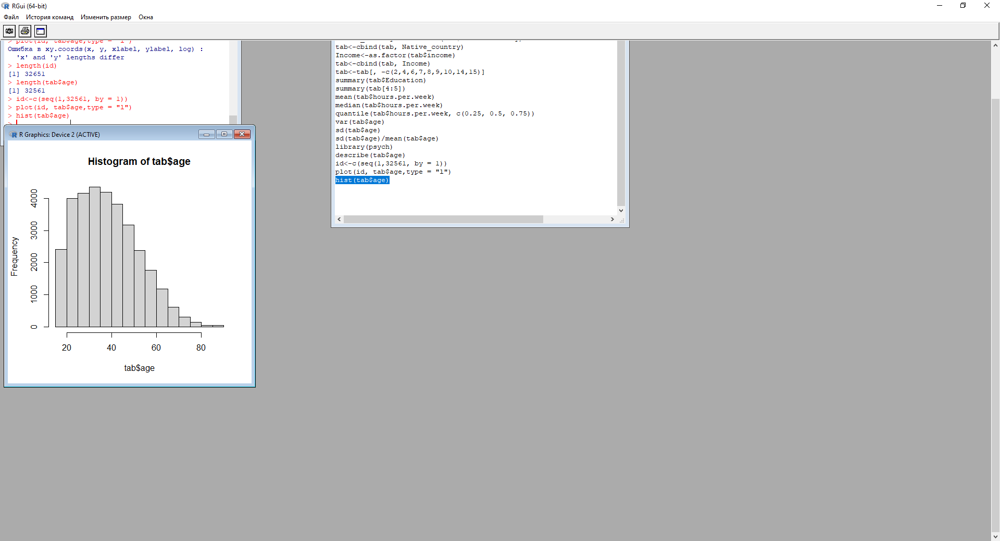 RGui (64-bit)
Файл История команд Изменить размер Окна
> plot(id, tab$age,type = "l")
Ошибка в xy.coords(x, y, xlabel, ylabel, log) :
'x' and 'y' lengths differ
> length(id)
[1] 32651
> length(tab$age)
[1] 32561
> id<-c(seq(1,32561, by = 1))
> plot(id, tab$age,type = "l")
> hist(tab$age)
>
R Graphics: Device 2 (ACTIVE)
Histogram of tab$age
Frequency
4000
3000
2000
1000
0
20 40 60 80
tab$age
tab<-cbind(tab, Native_country)
Income<-as.factor(tab$income)
tab<-cbind(tab, Income)
tab<-tab[, -c(2,4,6,7,8,9,10,14,15)]
summary(tab$Education)
summary(tab[4:5])
mean(tab$hours.per.week)
median(tab$hours.per.week)
quantile(tab$hours.per.week, c(0.25, 0.5, 0.75))
var(tab$age)
sd(tab$age)
sd(tab$age)/mean(tab$age)
library(psych)
describe(tab$age)
id<-c(seq(1,32561, by = 1))
plot(id, tab$age,type = "l")
hist(tab$age)